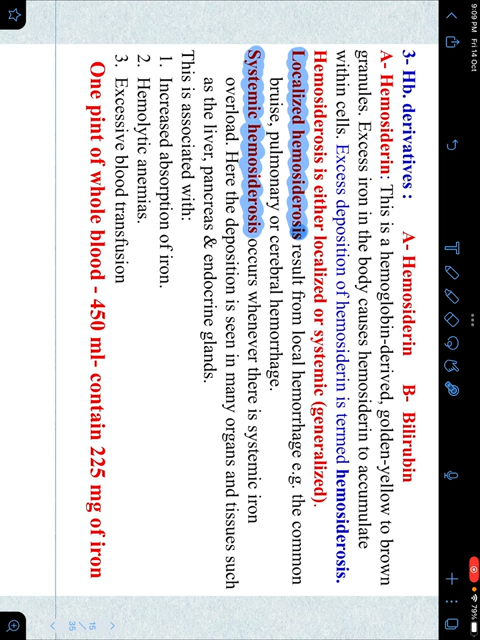 9:09 PM Fri 14 Oct
79%
3- Hb. derivatives : A- Hemosiderin B- Bilirubin
A- Hemosiderin: This is a hemoglobin-derived, golden-yellow to brown
granules. Excess iron in the body causes hemosiderin to accumulate
within cells. Excess deposition of hemosiderin is termed hemosiderosis.
Hemosiderosis is either localized or systemic (generalized).
Localized hemosiderosis result from local hemorrhage e.g. the common
bruise, pulmonary or cerebral hemorrhage.
Systemic hemosiderosis occurs whenever there is systemic iron
overload. Here the deposition is seen in many organs and tissues such
as the liver, pancreas & endocrine glands.
This is associated with:
1. Increased absorption of iron.
2. Hemolytic anemias.
3. Excessive blood transfusion
One pint of whole blood - 450 ml- contain 225 mg of iron
15 / 35